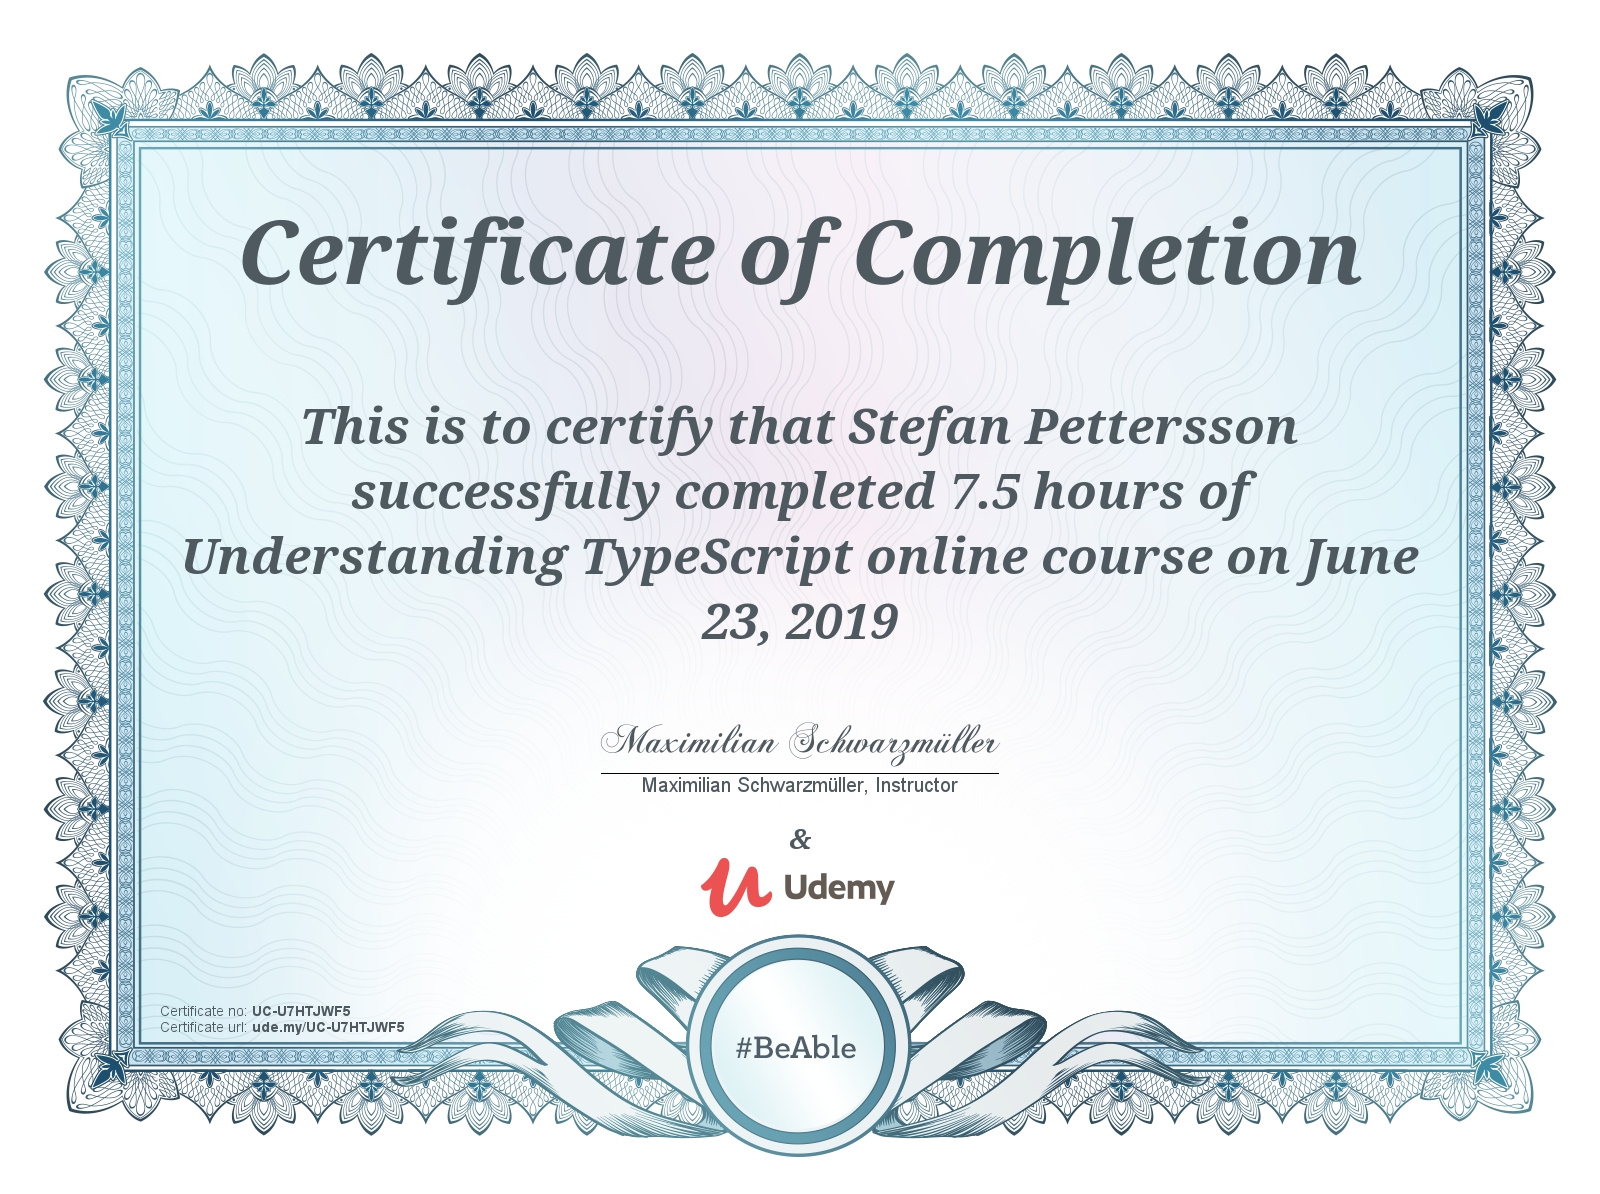 Certificate of Completion
This is to certify that Stefan Pettersson
successfully completed 7.5 hours of
Understanding TypeScript online course on June
23, 2019
Maximilian Schwarzmüller
Maximilian Schwarzmüller, Instructor
&
Udemy
Certificate no: UC-U7HTJWF5
Certificate url: ude.my/UC-U7HTJWF5
#BeAble